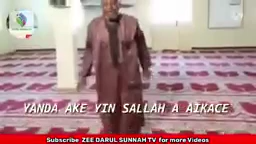 YANDA AKE YIN SALLAH A AIKACE
Subscribe ZEE DARUL SUNNAH TV for more Videos